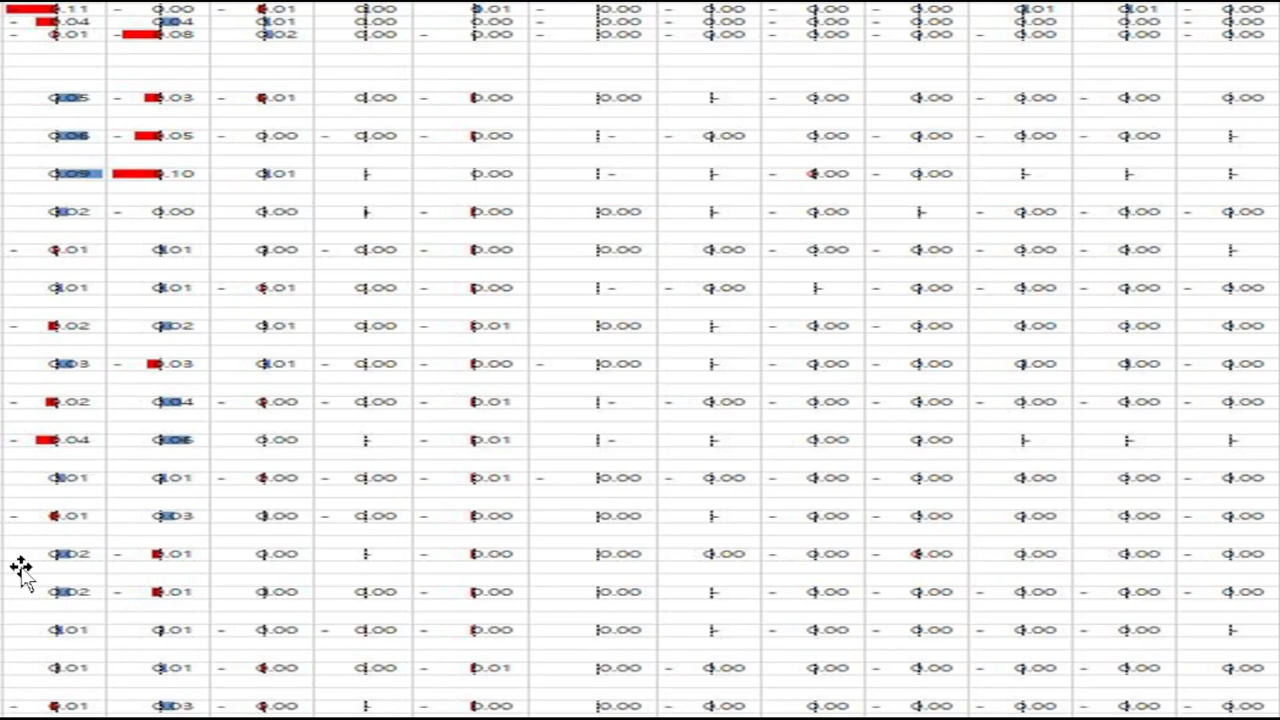 0.11 - 0.00 - 0.01 - 0.00 0.01 - 0.00 - 0.00 - 0.00 - 0.00 - 0.01 0.01 - 0.00
- 0.04 0.04 0.01 - 0.00 - 0.00 - 0.00 - 0.00 - 0.00 - 0.00 - 0.00 - 0.00 - 0.00
- 0.01 - 0.08 0.02 - 0.00 - 0.00 - 0.00 - 0.00 - 0.00 - 0.00 - 0.00 - 0.00 - 0.00
0.05 - 0.03 - 0.01 0.00 - 0.00 0.00 - 0.00 0.00 - 0.00 - 0.00 0.00
0.06 - 0.05 - 0.00 - 0.00 - 0.00 - - 0.00 0.00 - 0.00 - 0.00 - 0.00 -
0.09 0.10 0.01 - 0.00 - - - 0.00 - 0.00 - - -
0.02 - 0.00 0.00 - - 0.00 0.00 - - 0.00 - - 0.00 - 0.00 - 0.00
- 0.01 0.01 0.00 - 0.00 - 0.00 0.00 - 0.00 - 0.00 - 0.00 - 0.00 - 0.00 -
0.01 0.01 - 0.01 0.00 - 0.00 - - 0.00 - - 0.00 - 0.00 - 0.00 - 0.00
- 0.02 0.02 0.01 0.00 - 0.01 0.00 - 0.00 - 0.00 0.00 0.00 0.00
0.03 - 0.03 0.01 - 0.00 - 0.00 - 0.00 - - 0.00 - 0.00 0.00 0.00 - 0.00
- 0.02 0.04 - 0.00 - 0.00 - 0.01 - - 0.00 - 0.00 - 0.00 - 0.00 - 0.00 - 0.00
- 0.04 0.06 0.00 - 0.01 - - 0.00 0.00 - - -
0.01 0.01 - 0.00 0.00 - 0.01 - 0.00 - 0.00 - 0.00 - 0.00 - 0.00 0.00 - 0.00
- 0.01 0.03 0.00 - 0.00 - 0.00 0.00 - - 0.00 - 0.00 - 0.00 - 0.00 - 0.00
0.02 - 0.01 0.00 0.00 0.00 0.00 - 0.00 0.00 0.00 0.00
0.02 - 0.01 0.00 - 0.00 - 0.00 0.00 - - 0.00 - 0.00 - 0.00 0.00 - 0.00
0.01 0.01 - 0.00 - 0.00 - 0.00 0.00 - - 0.00 - 0.00 - 0.00 - 0.00 -
0.01 0.01 - 0.00 0.00 - 0.01 0.00 - 0.00 0.00 - 0.00 0.00 0.00 0.00
- 0.01 0.03 - 0.00 - 0.00 0.00 - 0.00 - 0.00 - 0.00 - 0.00 - 0.00 - 0.00